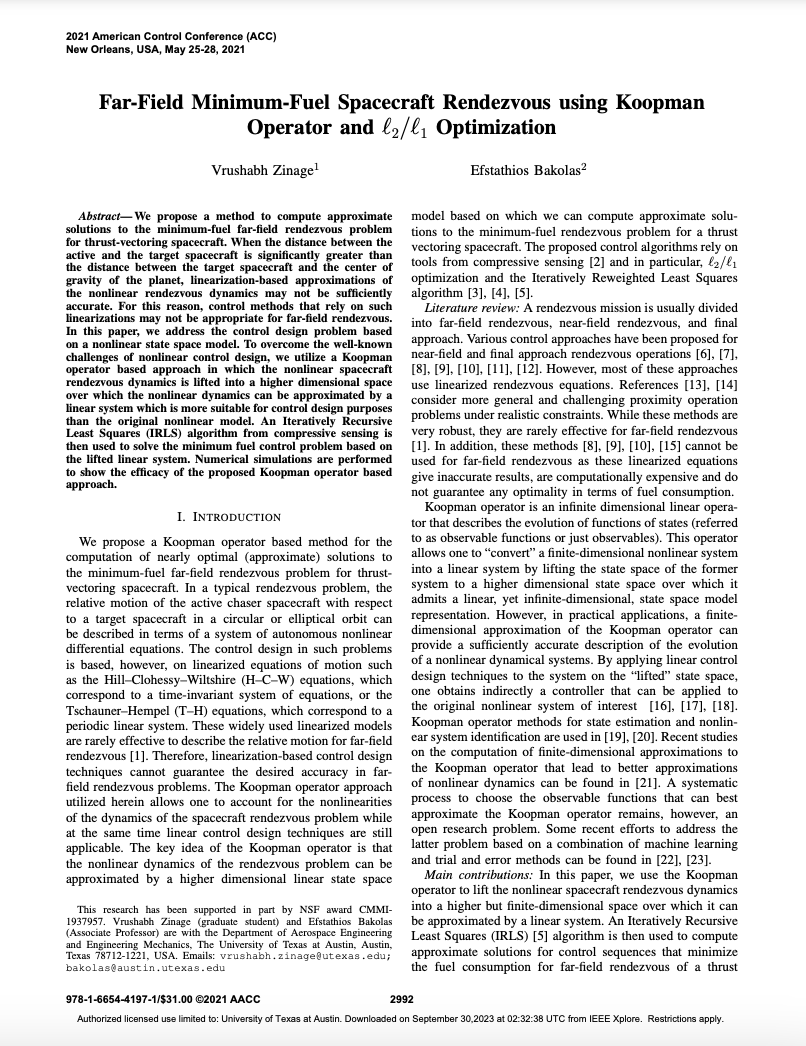 2021 American Control Conference (ACC)
New Orleans, USA, May 25-28, 2021
Far-Field Minimum-Fuel Spacecraft Rendezvous using Koopman
Operator and ℓ2/ℓ1 Optimization
Vrushabh Zinage1
Efstathios Bakolas2
Abstract—We propose a method to compute approximate
solutions to the minimum-fuel far-field rendezvous problem
for thrust-vectoring spacecraft. When the distance between the
active and the target spacecraft is significantly greater than
the distance between the target spacecraft and the center of
gravity of the planet, linearization-based approximations of
the nonlinear rendezvous dynamics may not be sufficiently
accurate. For this reason, control methods that rely on such
linearizations may not be appropriate for far-field rendezvous.
In this paper, we address the control design problem based
on a nonlinear state space model. To overcome the well-known
challenges of nonlinear control design, we utilize a Koopman
operator based approach in which the nonlinear spacecraft
rendezvous dynamics is lifted into a higher dimensional space
over which the nonlinear dynamics can be approximated by a
linear system which is more suitable for control design purposes
than the original nonlinear model. An Iteratively Recursive
Least Squares (IRLS) algorithm from compressive sensing is
then used to solve the minimum fuel control problem based on
the lifted linear system. Numerical simulations are performed
to show the efficacy of the proposed Koopman operator based
approach.
I. INTRODUCTION
We propose a Koopman operator based method for the
computation of nearly optimal (approximate) solutions to
the minimum-fuel far-field rendezvous problem for thrust-
vectoring spacecraft. In a typical rendezvous problem, the
relative motion of the active chaser spacecraft with respect
to a target spacecraft in a circular or elliptical orbit can
be described in terms of a system of autonomous nonlinear
differential equations. The control design in such problems
is based, however, on linearized equations of motion such
as the Hill–Clohessy–Wiltshire (H–C–W) equations, which
correspond to a time-invariant system of equations, or the
Tschauner–Hempel (T–H) equations, which correspond to a
periodic linear system. These widely used linearized models
are rarely effective to describe the relative motion for far-field
rendezvous [1]. Therefore, linearization-based control design
techniques cannot guarantee the desired accuracy in far-
field rendezvous problems. The Koopman operator approach
utilized herein allows one to account for the nonlinearities
of the dynamics of the spacecraft rendezvous problem while
at the same time linear control design techniques are still
applicable. The key idea of the Koopman operator is that
the nonlinear dynamics of the rendezvous problem can be
approximated by a higher dimensional linear state space
This research has been supported in part by NSF award CMMI-
1937957. Vrushabh Zinage (graduate student) and Efstathios Bakolas
(Associate Professor) are with the Department of Aerospace Engineering
and Engineering Mechanics, The University of Texas at Austin, Austin,
Texas 78712-1221, USA. Emails: vrushabh.zinage@utexas.edu;
bakolas@austin.utexas.edu
model based on which we can compute approximate solu-
tions to the minimum-fuel rendezvous problem for a thrust
vectoring spacecraft. The proposed control algorithms rely on
tools from compressive sensing [2] and in particular, ℓ2/ℓ1
optimization and the Iteratively Reweighted Least Squares
algorithm [3], [4], [5].
Literature review: A rendezvous mission is usually divided
into far-field rendezvous, near-field rendezvous, and final
approach. Various control approaches have been proposed for
near-field and final approach rendezvous operations [6], [7],
[8], [9], [10], [11], [12]. However, most of these approaches
use linearized rendezvous equations. References [13], [14]
consider more general and challenging proximity operation
problems under realistic constraints. While these methods are
very robust, they are rarely effective for far-field rendezvous
[1]. In addition, these methods [8], [9], [10], [15] cannot be
used for far-field rendezvous as these linearized equations
give inaccurate results, are computationally expensive and do
not guarantee any optimality in terms of fuel consumption.
Koopman operator is an infinite dimensional linear opera-
tor that describes the evolution of functions of states (referred
to as observable functions or just observables). This operator
allows one to “convert” a finite-dimensional nonlinear system
into a linear system by lifting the state space of the former
system to a higher dimensional state space over which it
admits a linear, yet infinite-dimensional, state space model
representation. However, in practical applications, a finite-
dimensional approximation of the Koopman operator can
provide a sufficiently accurate description of the evolution
of a nonlinear dynamical systems. By applying linear control
design techniques to the system on the “lifted” state space,
one obtains indirectly a controller that can be applied to
the original nonlinear system of interest [16], [17], [18].
Koopman operator methods for state estimation and nonlin-
ear system identification are used in [19], [20]. Recent studies
on the computation of finite-dimensional approximations to
the Koopman operator that lead to better approximations
of nonlinear dynamics can be found in [21]. A systematic
process to choose the observable functions that can best
approximate the Koopman operator remains, however, an
open research problem. Some recent efforts to address the
latter problem based on a combination of machine learning
and trial and error methods can be found in [22], [23].
Main contributions: In this paper, we use the Koopman
operator to lift the nonlinear spacecraft rendezvous dynamics
into a higher but finite-dimensional space over which it can
be approximated by a linear system. An Iteratively Recursive
Least Squares (IRLS) [5] algorithm is then used to compute
approximate solutions for control sequences that minimize
the fuel consumption for far-field rendezvous of a thrust
978-1-6654-4197-1/$31.00 ©2021 AACC
2992
Authorized licensed use limited to: University of Texas at Austin. Downloaded on September 30,2023 at 02:32:38 UTC from IEEE Xplore. Restrictions apply.